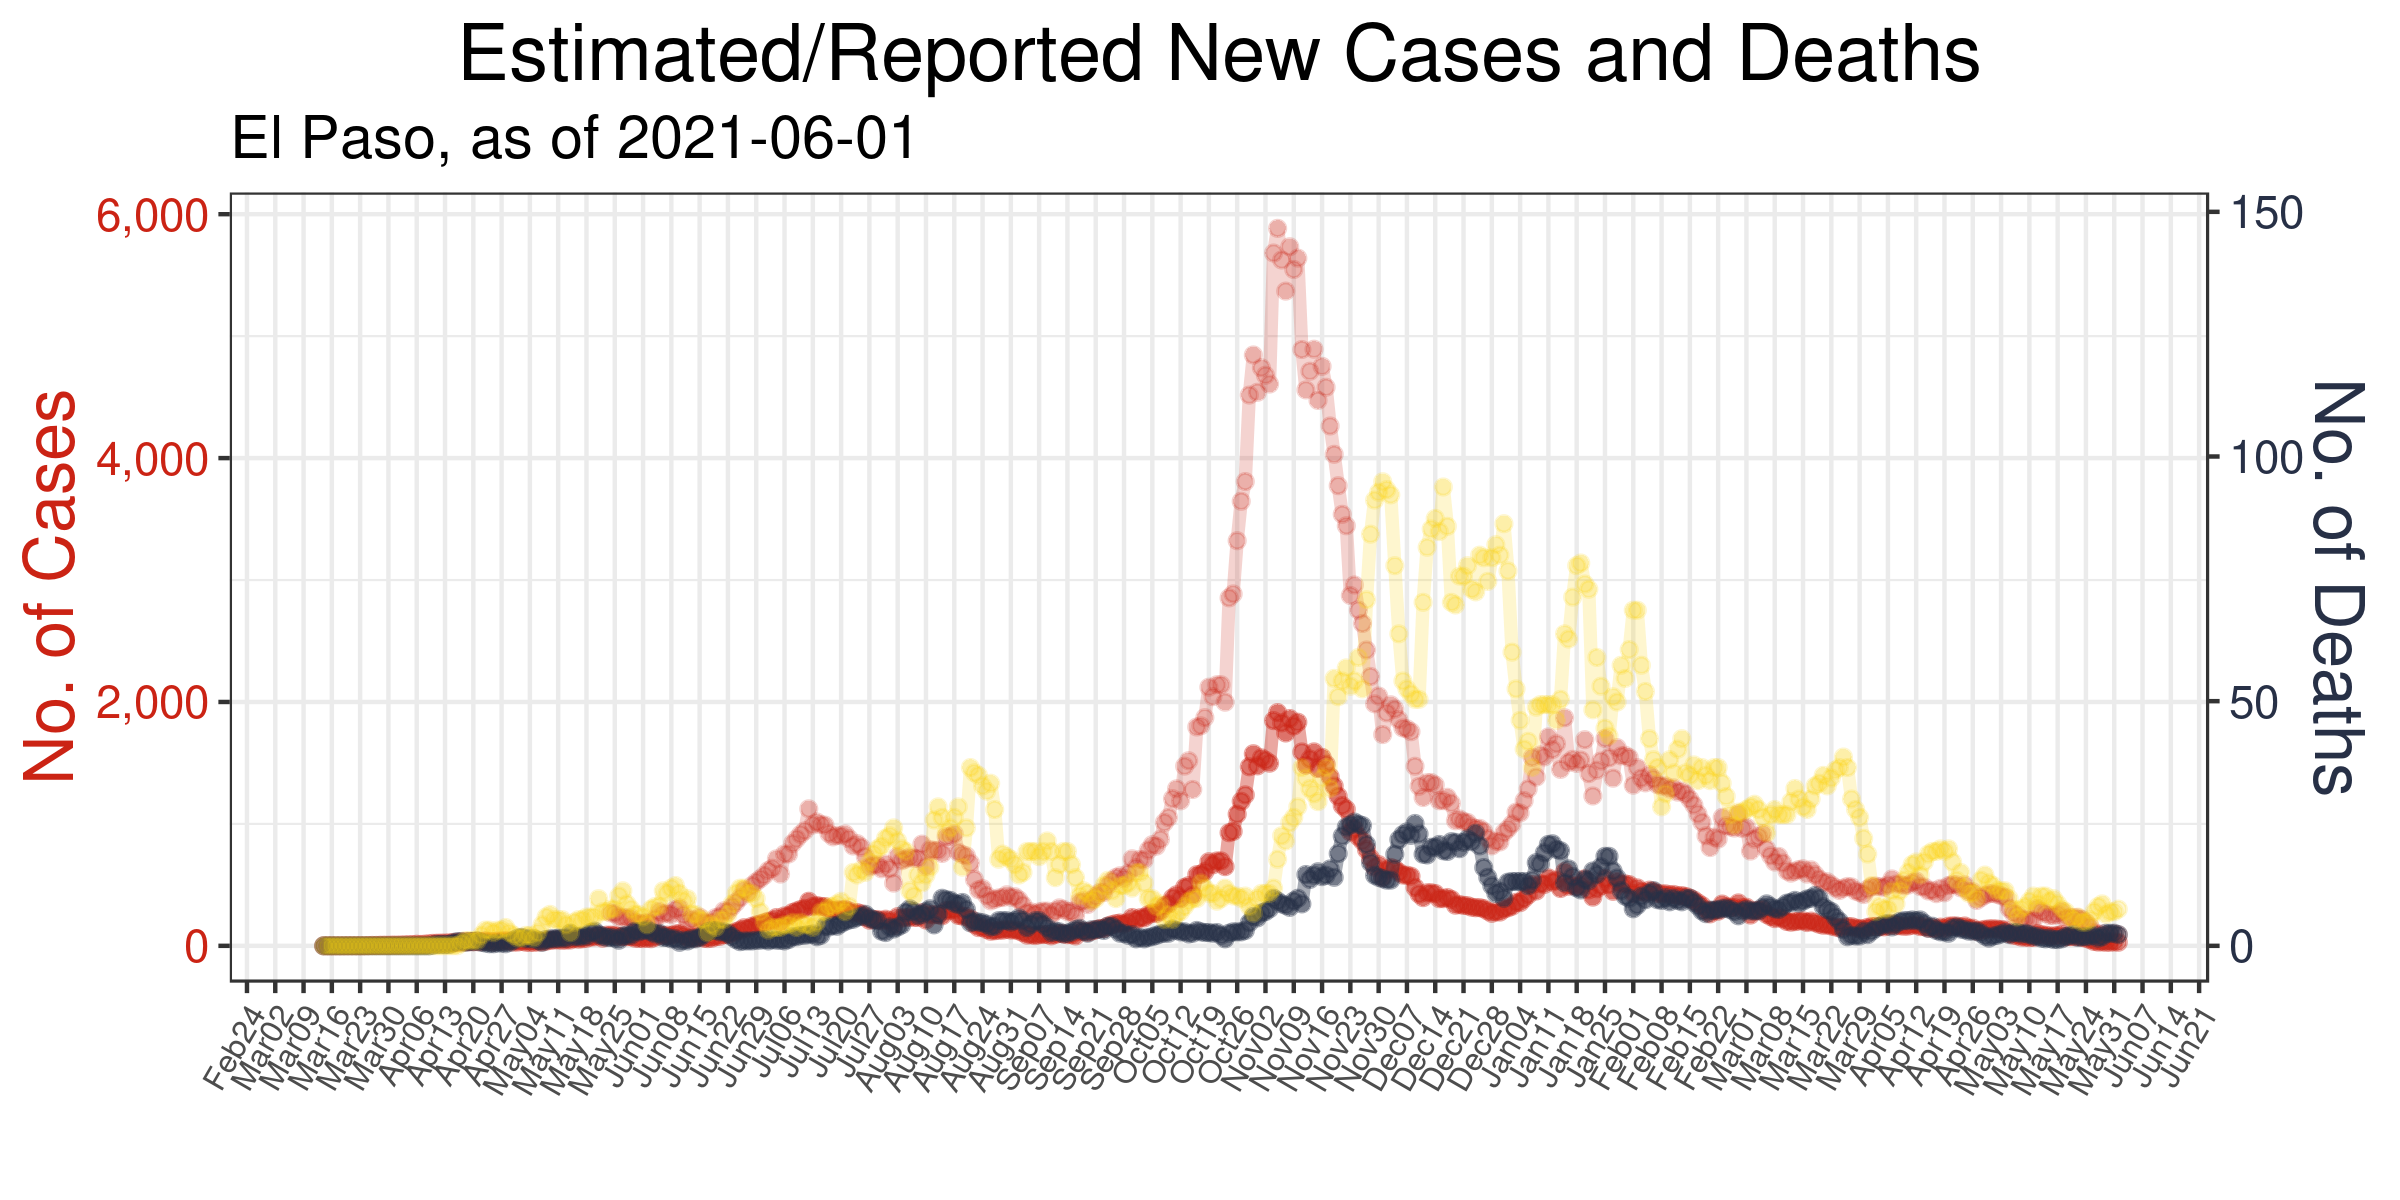 Estimated/Reported New Cases and Deaths
El Paso, as of 2021-06-01
No. of Cases
6,000
4,000
2,000
0
150
100
50
0
No. of Deaths
Feb24
Mar02
Mar09
Mar16
Mar23
Mar30
Apr06
Apr13
Apr20
Apr27
May04
May11
May18
May25
Jun01
Jun08
Jun15
Jun22
Jun29
Jul06
Jul13
Jul20
Jul27
Aug03
Aug10
Aug17
Aug24
Aug31
Sep07
Sep14
Sep21
Sep28
Oct05
Oct12
Oct19
Oct26
Nov02
Nov09
Nov16
Nov23
Nov30
Dec07
Dec14
Dec21
Dec28
Jan04
Jan11
Jan18
Jan25
Feb01
Feb08
Feb15
Feb22
Mar01
Mar08
Mar15
Mar22
Mar29
Apr05
Apr12
Apr19
Apr26
May03
May10
May17
May24
May31
Jun07
Jun14
Jun21